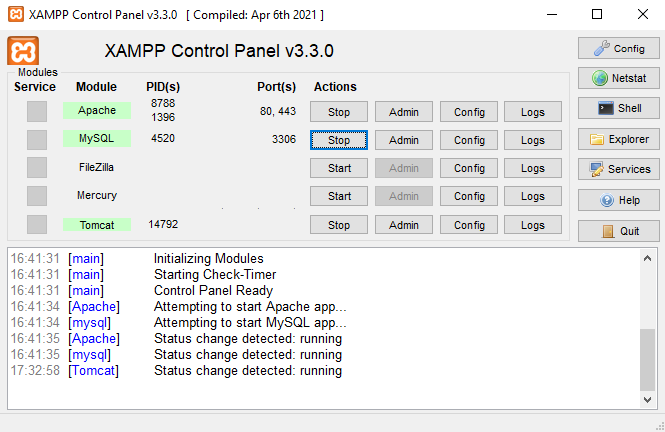 XAMPP Control Panel v3.3.0 [ Compiled: Apr 6th 2021 ]
XAMPP Control Panel v3.3.0
Config
Modules
Service Module PID(s) Port(s) Actions
Netstat
Apache 8788 1396 80, 443 Stop Admin Config Logs
Shell
MySQL 4520 3306 Stop Admin Config Logs
Explorer
FileZilla Start Admin Config Logs
Services
Mercury Start Admin Config Logs
Help
Tomcat 14792 Stop Admin Config Logs
Quit
16:41:31 [main] Initializing Modules
16:41:31 [main] Starting Check-Timer
16:41:31 [main] Control Panel Ready
16:41:34 [Apache] Attempting to start Apache app...
16:41:34 [mysql] Attempting to start MySQL app...
16:41:35 [Apache] Status change detected: running
16:41:35 [mysql] Status change detected: running
17:32:58 [Tomcat] Status change detected: running